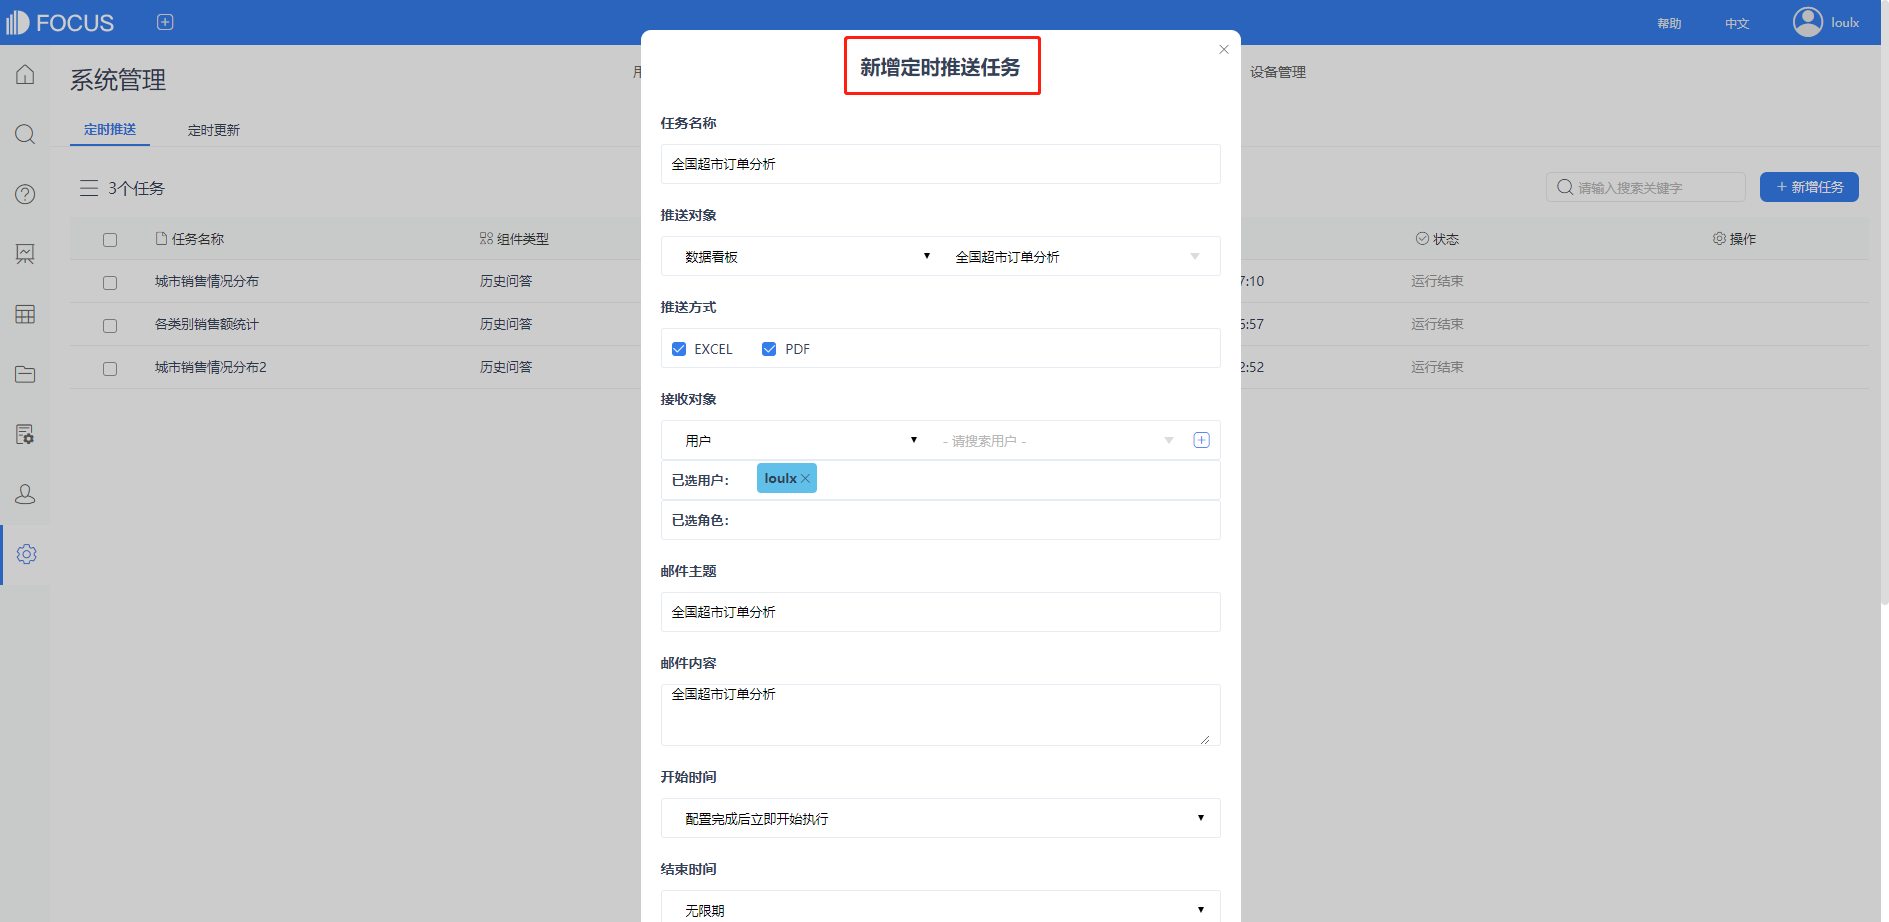 FOCUS
帮助
中文
loulx
系统管理
设备管理
定时推送
定时更新
3个任务
请输入搜索关键字
+ 新增任务
任务名称
组件类型
状态
操作
城市销售情况分布
历史问答
7:10
运行结束
各类别销售额统计
历史问答
6:57
运行结束
城市销售情况分布2
历史问答
2:52
运行结束
新增定时推送任务
任务名称
全国超市订单分析
推送对象
数据看板
全国超市订单分析
推送方式
EXCEL
PDF
接收对象
用户
- 请搜索用户 -
已选用户：
loulx
已选角色：
邮件主题
全国超市订单分析
邮件内容
全国超市订单分析
开始时间
配置完成后立即开始执行
结束时间
无限期